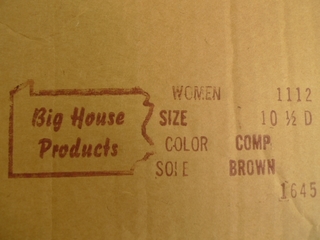 Big House
Products
WOMEN 1112
SIZE 10 ½ D
COLOR COMP.
SOLE BROWN
1645